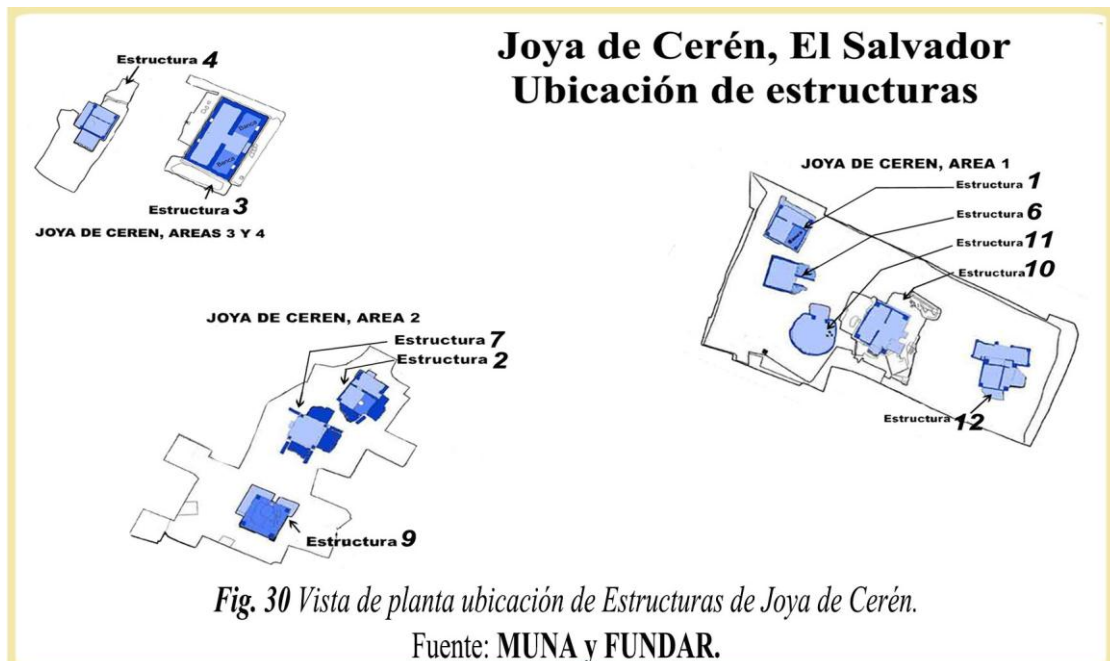 Joya de Cerén, El Salvador
Ubicación de estructuras
Estructura 4
Banca
Banca
Estructura 3
JOYA DE CEREN, AREAS 3 Y 4
JOYA DE CEREN, AREA 1
Estructura 1
Banca
Estructura 6
Estructura 11
Estructura 10
Estructura 12
JOYA DE CEREN, AREA 2
Estructura 7
Estructura 2
Estructura 9
Fig. 30 Vista de planta ubicación de Estructuras de Joya de Cerén.
Fuente: MUNA y FUNDAR.